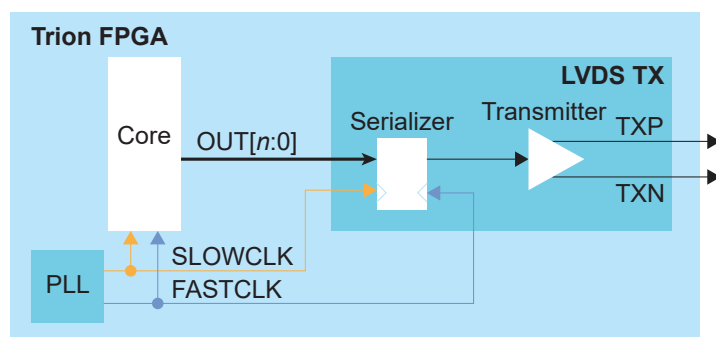 Trion FPGA
LVDS TX
Core
OUT[n:0]
Serializer
Transmitter
TXP
TXN
PLL
SLOWCLK
FASTCLK